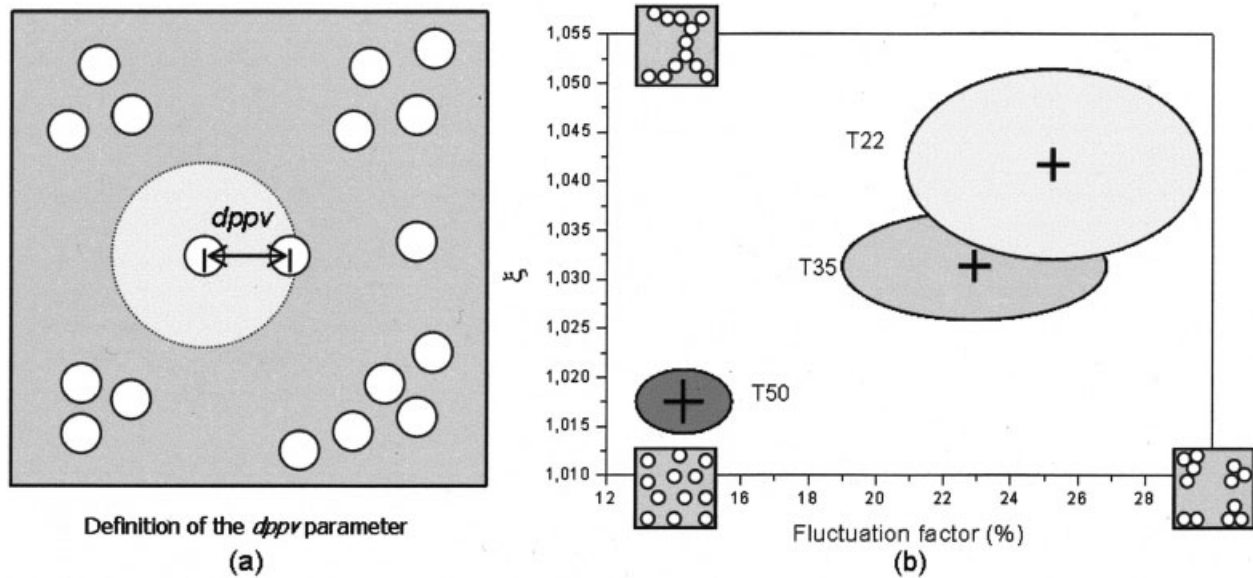 dppv
Definition of the dppv parameter
(a)
1,055
1,050
1,045
1,040
1,035
1,030
1,025
1,020
1,015
1,010
ξ
T22
T35
T50
12
16
20
22
24
26
28
Fluctuation factor (%)
(b)